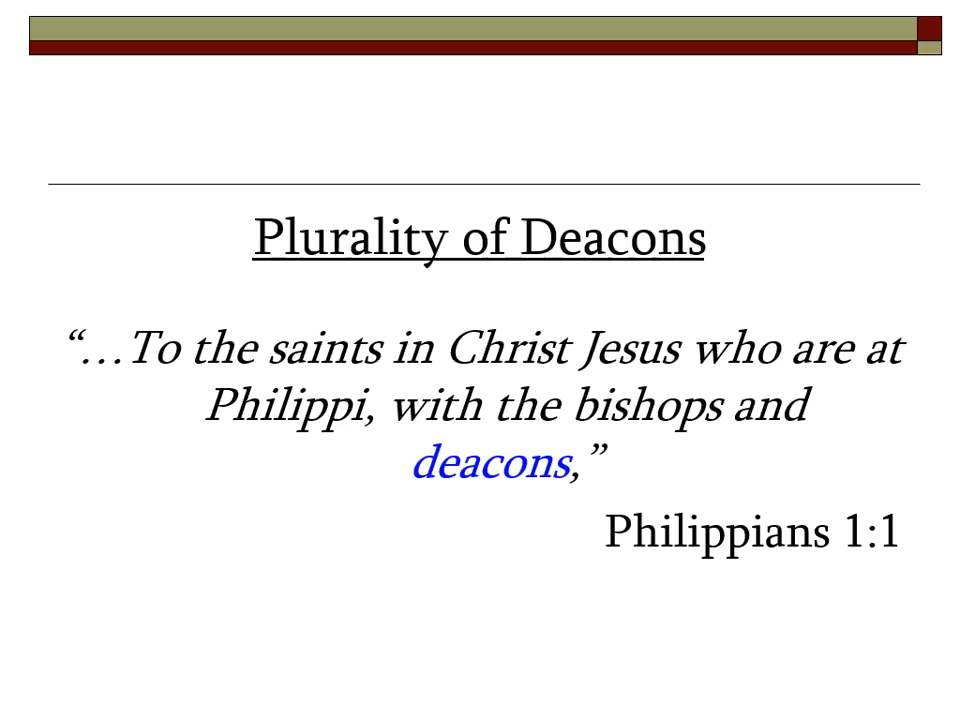 Plurality of Deacons
“…To the saints in Christ Jesus who are at
Philippi, with the bishops and
deacons,”
Philippians 1:1